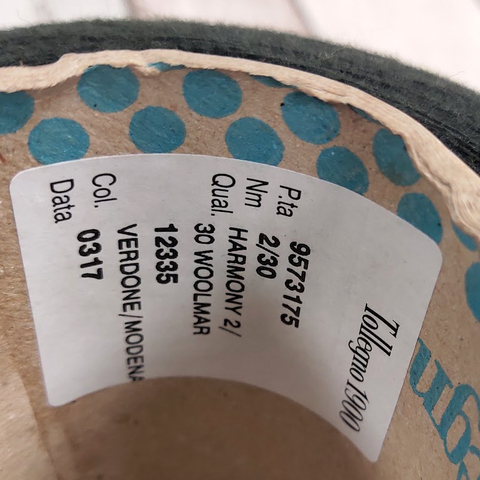 Tollegno 1900
P.ta 9573175
Nm 2/30
Qual. HARMONY 2/
30 WOOLMAR
12335
Col. VERDONE/MODENA
Data 0317